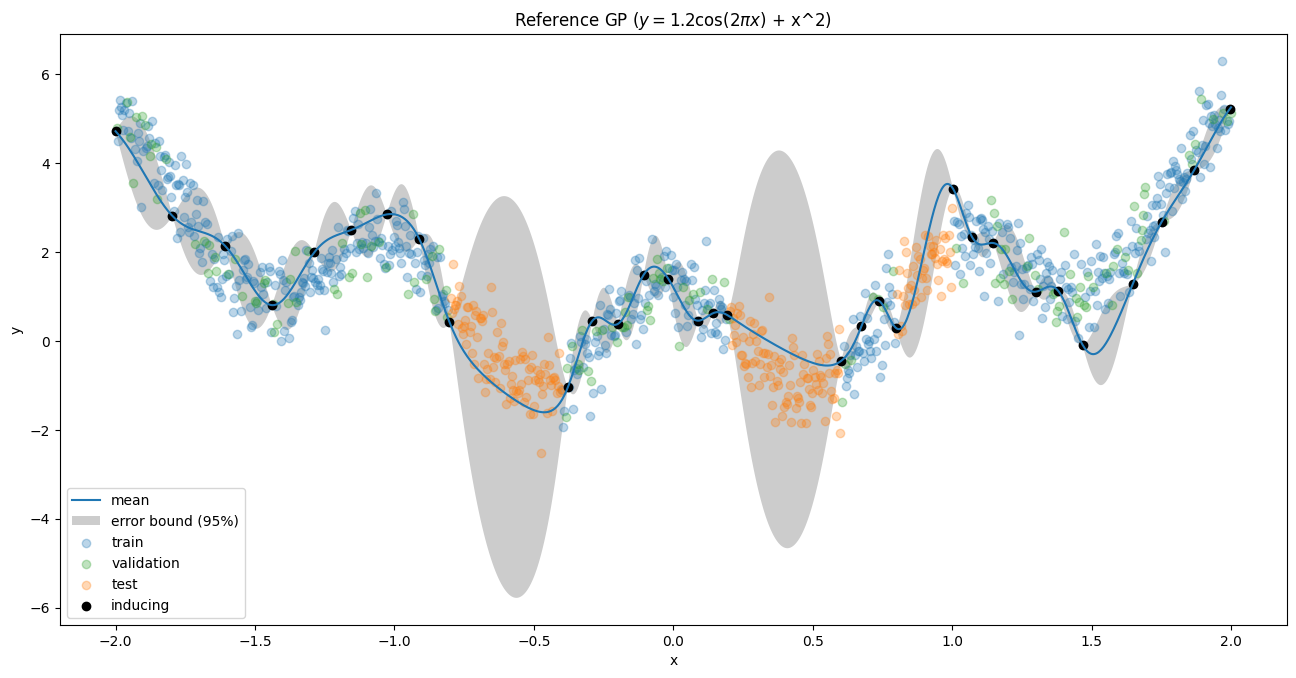 Reference GP (y = 1.2cos(2πx) + x^2)
y
6
4
2
0
−2
−4
−6
mean
error bound (95%)
train
validation
test
inducing
−2.0 −1.5 −1.0 −0.5 0.0 0.5 1.0 1.5 2.0
x